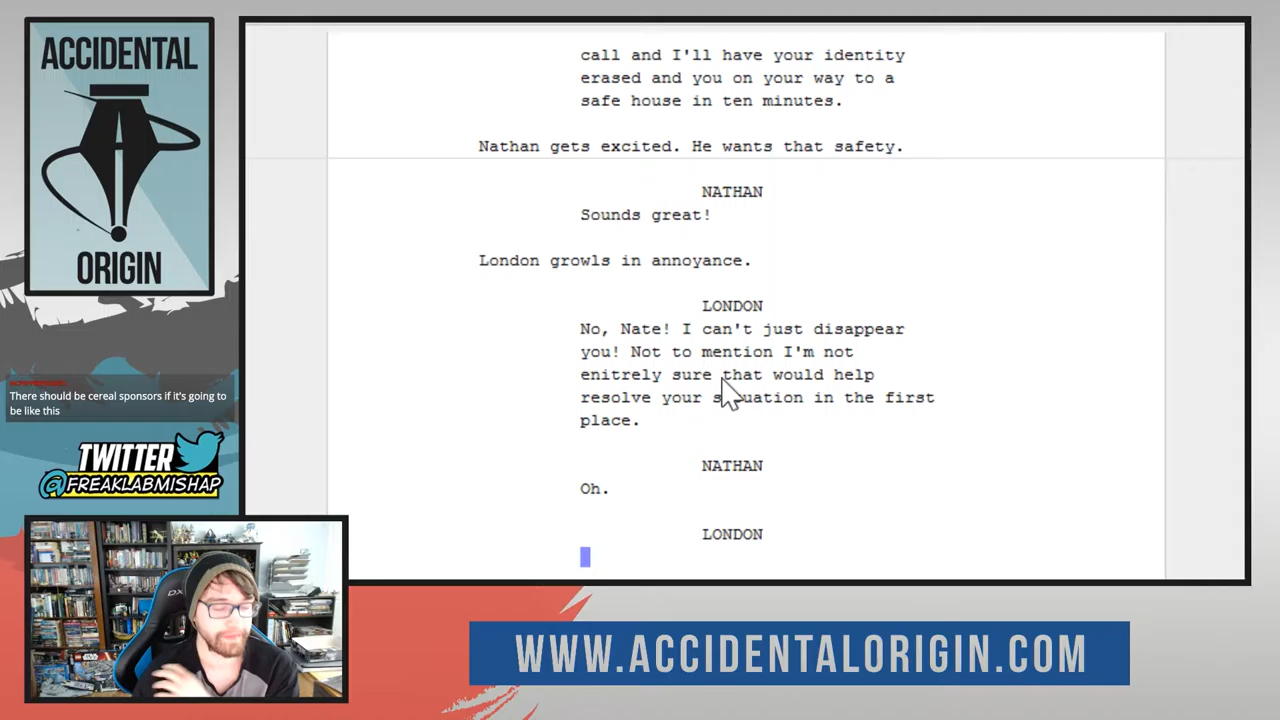 ACCIDENTAL
ORIGIN
call and I'll have your identity
erased and you on your way to a
safe house in ten minutes.
Nathan gets excited. He wants that safety.
NATHAN
Sounds great!
London growls in annoyance.
LONDON
No, Nate! I can't just disappear
you! Not to mention I'm not
enitrely sure that would help
resolve your situation in the first
place.
NATHAN
Oh.
LONDON
There should be cereal sponsors if it's going to
be like this
TWITTER
@FREAKLABMISHAP
WWW.ACCIDENTALORIGIN.COM